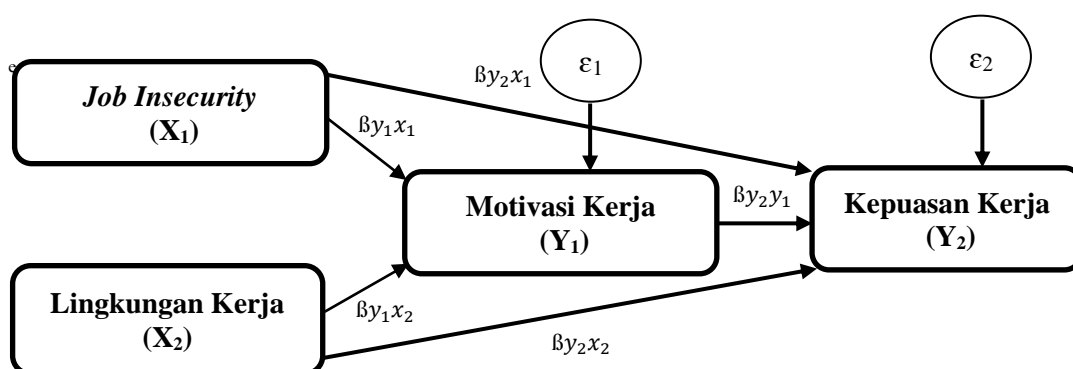 e
Job Insecurity
(X₁)
ßy₂x₁
ε₁
ε₂
ßy₁x₁
Motivasi Kerja
(Y₁)
ßy₂y₁
Kepuasan Kerja
(Y₂)
Lingkungan Kerja
(X₂)
ßy₁x₂
ßy₂x₂